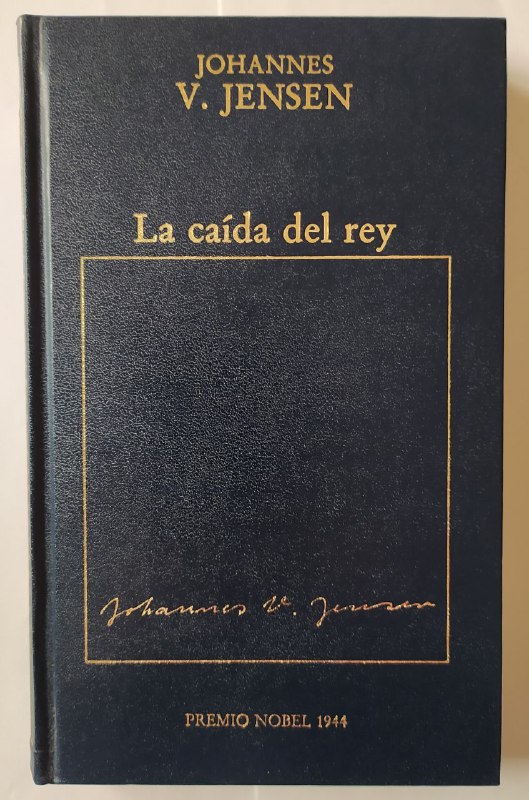 JOHANNES
V. JENSEN
La caída del rey
Johannes V. Jensen
PREMIO NOBEL 1944